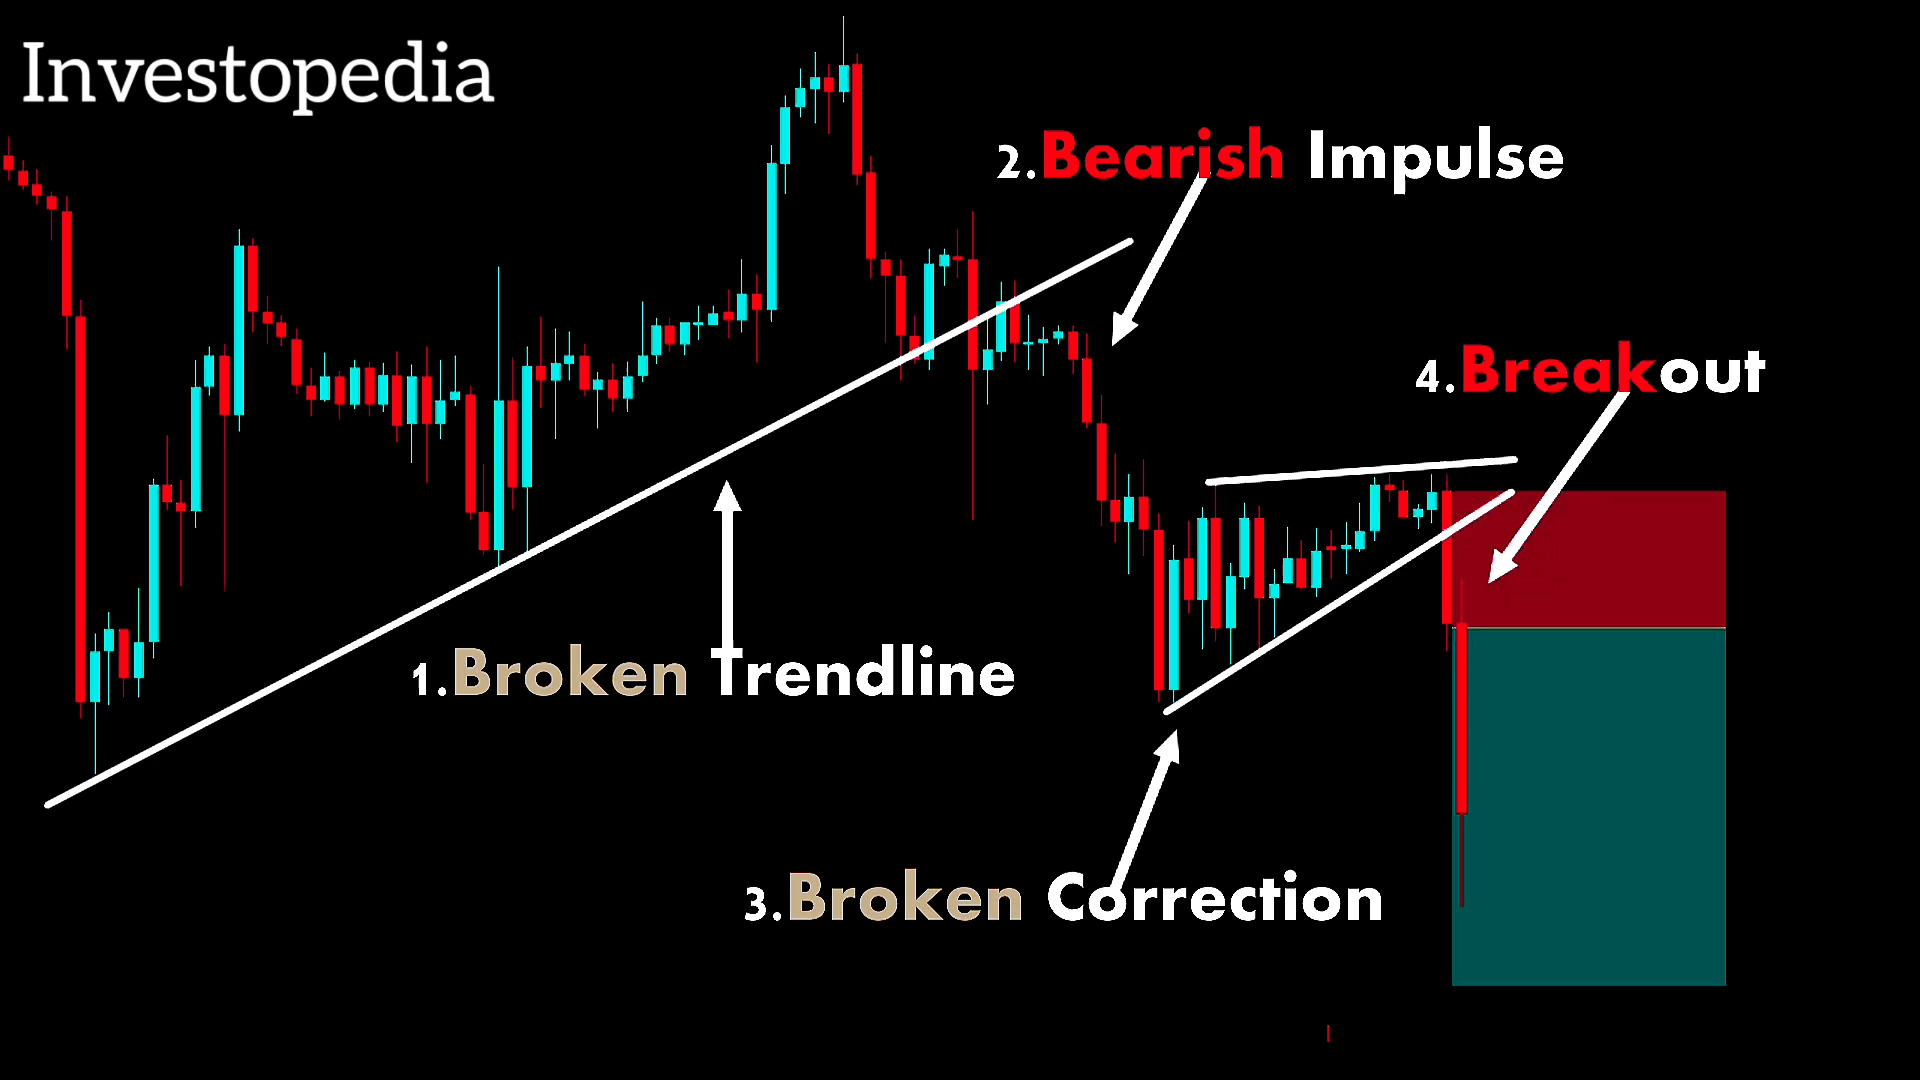 Investopedia
2.Bearish Impulse
4.Breakout
1.Broken Trendline
3.Broken Correction